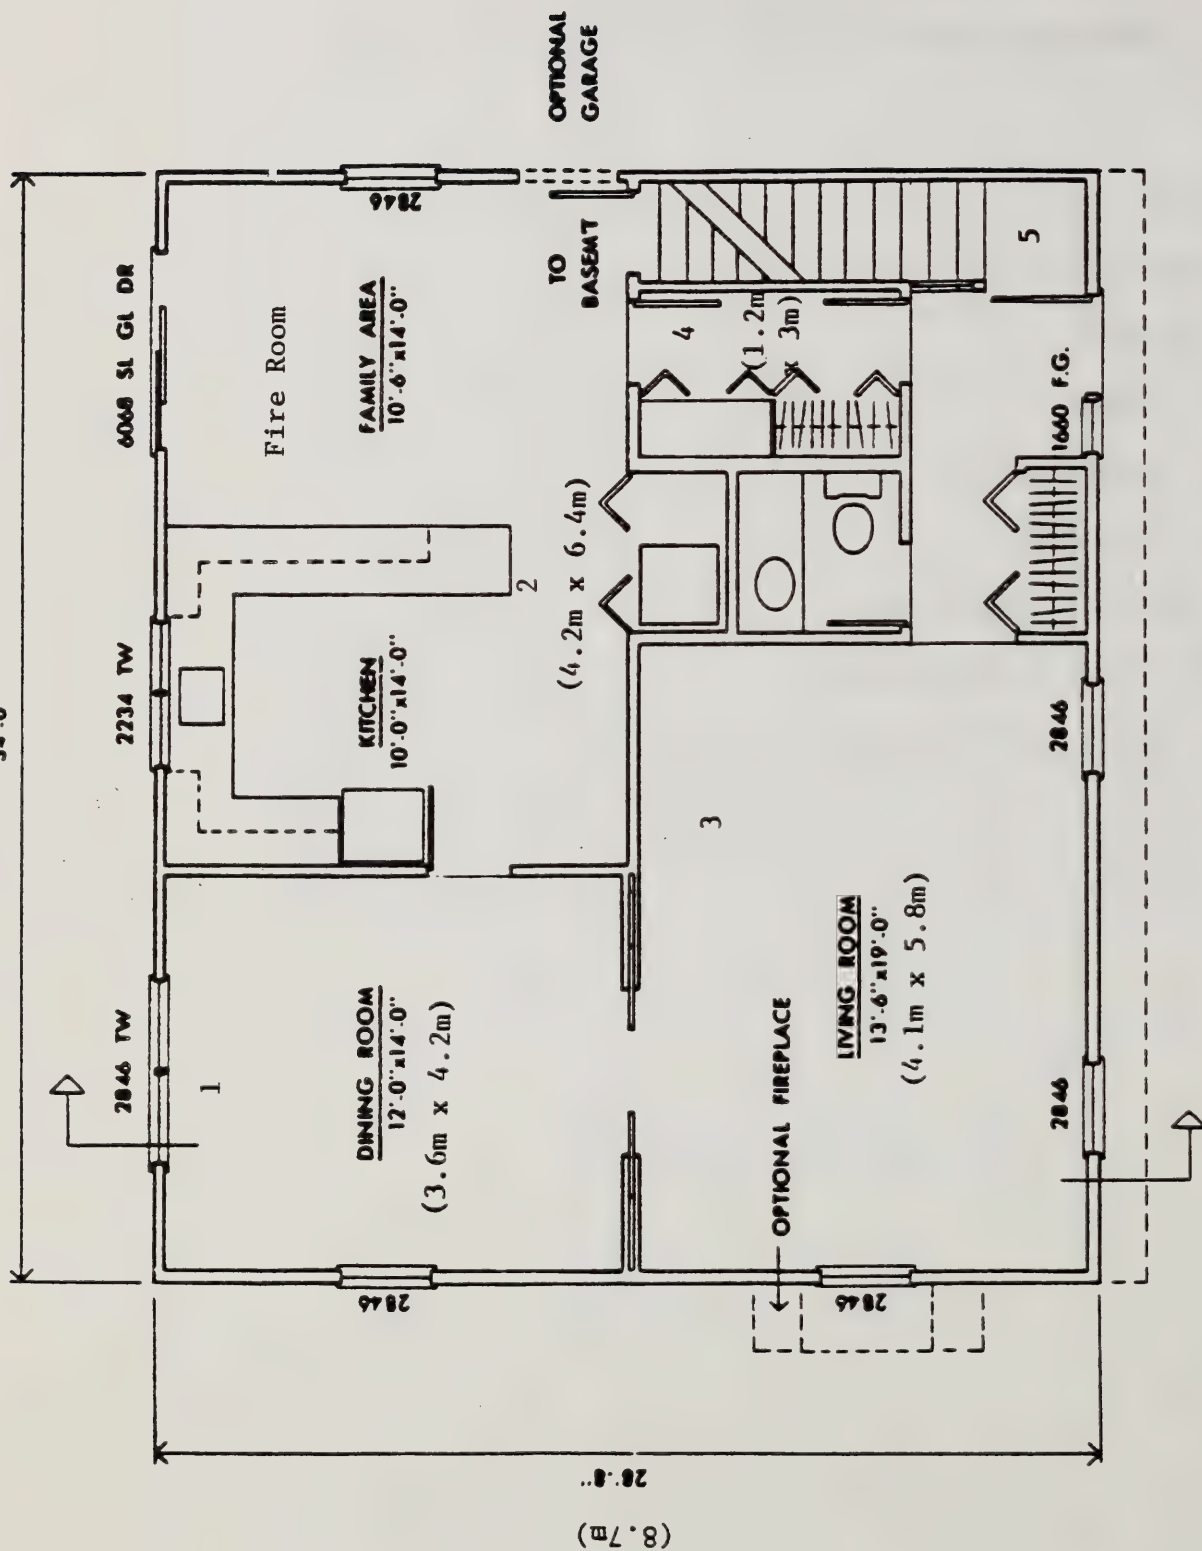 2846 TW
2234 TW
6068 SL GL DR
1
Fire Room
2846
DINING ROOM
12'-0"x14'-0"
(3.6m x 4.2m)
KITCHEN
10'-0"x14'-0"
FAMILY AREA
10'-6"x14'-0"
2846
2
(4.2m x 6.4m)
TO
BASEMT
OPTIONAL
GARAGE
28'-8"
(8.7m)
3
4
(1.2m
x 3m)
OPTIONAL FIREPLACE
2846
LIVING ROOM
13'-6"x19'-0"
(4.1m x 5.8m)
5
2846
2846
1660 F.G.